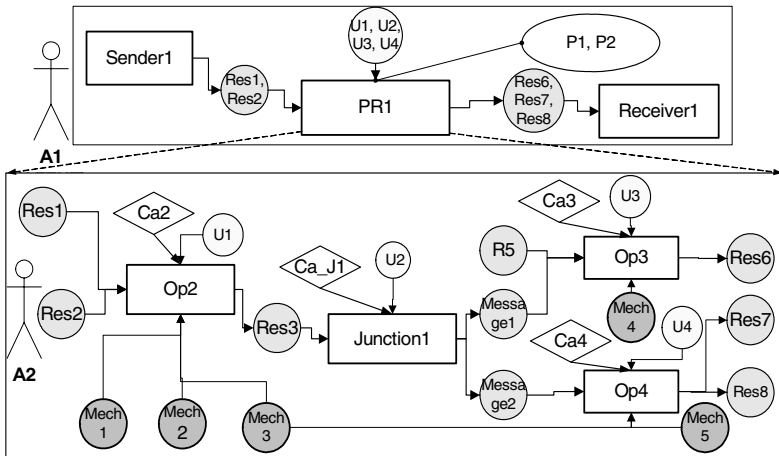 U1, U2,
U3, U4
P1, P2
Sender1
Res1,
Res2
PR1
Res6,
Res7,
Res8
Receiver1
A1
Res1
Ca2
U1
Ca3
U3
R5
Op3
Res6
Ca_J1
U2
Op2
Res2
Res3
Junction1
Messa
ge1
Mech
4
Ca4
U4
Res7
A2
Messa
ge2
Op4
Res8
Mech
1
Mech
2
Mech
3
Mech
5